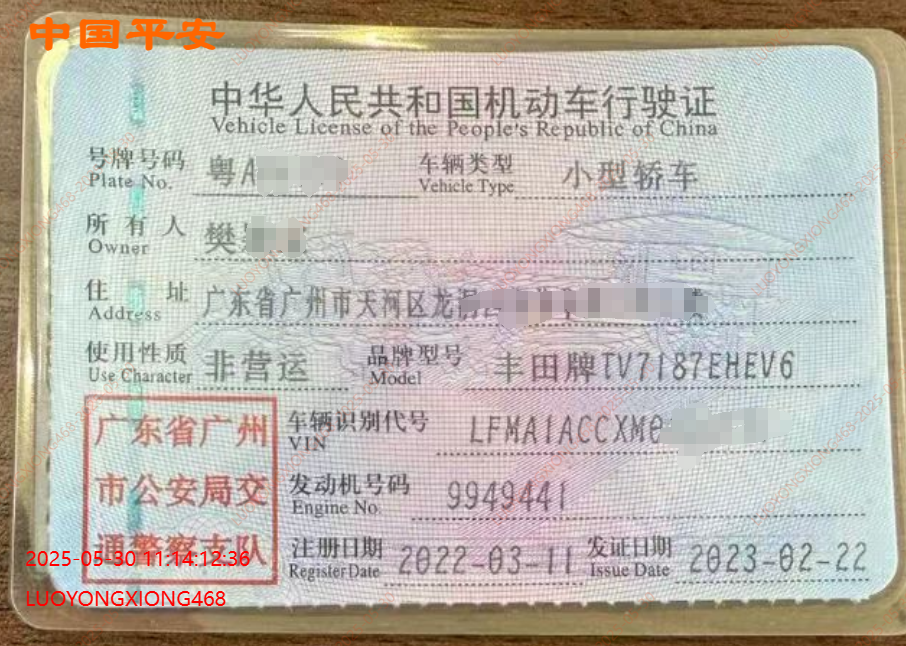 中国平安
中华人民共和国机动车行驶证
Vehicle License of the People's Republic of China
号牌号码 粤A 车辆类型 小型轿车
Plate No. Vehicle Type
所有人 樊
Owner
住址 广东省广州市天河区龙洞
Address
使用性质 非营运 品牌型号 丰田牌TV7187EHEV6
Use Character Model
广东省广州 车辆识别代号 LFMA1ACCXM0
VIN
市公安局交 发动机号码 9949441
Engine No.
通警察支队 注册日期 2022-03-11 发证日期 2023-02-22
Register Date Issue Date
2025-05-30 11:14:12:36
LUOYONGXIONG468